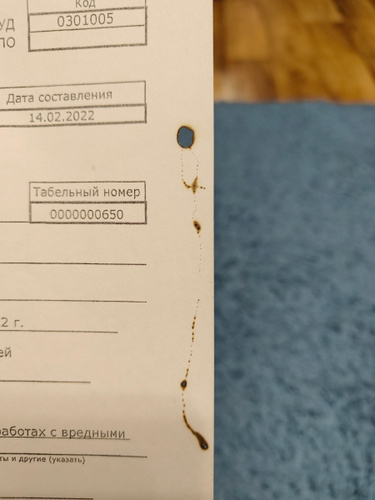 Код
УД
0301005
ПО
Дата составления
14.02.2022
Табельный номер
0000000650
2 г.
ей
работах с вредными
ты и другие (указать)